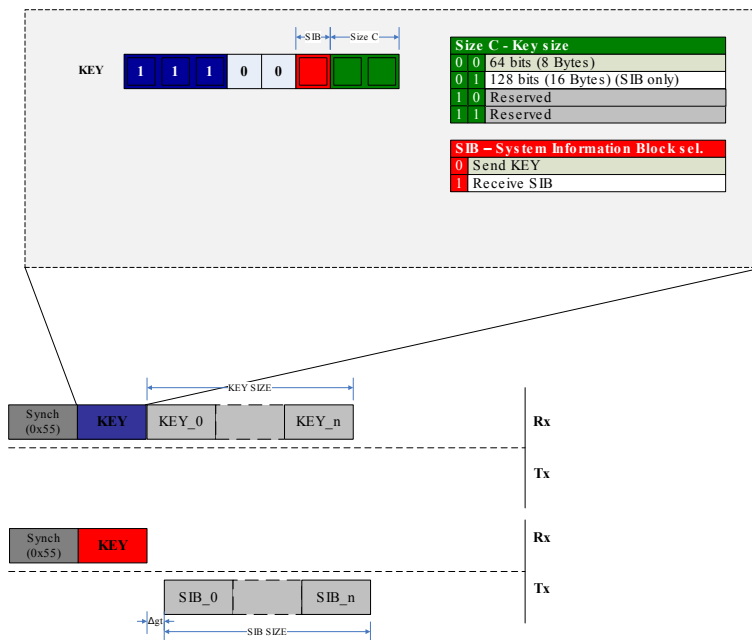 SIB Size C
KEY 1 1 1 0 0
Size C - Key size
0 0 64 bits (8 Bytes)
0 1 128 bits (16 Bytes) (SIB only)
1 0 Reserved
1 1 Reserved
SIB – System Information Block sel.
0 Send KEY
1 Receive SIB
KEY SIZE
Synch
(0x55)
KEY KEY_0 KEY_n
Rx
Tx
Synch
(0x55)
KEY
Rx
Tx
SIB_0 SIB_n
Δgt
SIB SIZE